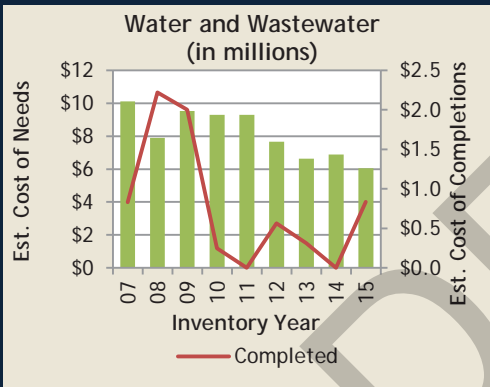 Water and Wastewater
(in millions)
Est. Cost of Needs
$12
$10
$8
$6
$4
$2
$0
$2.5
$2.0
$1.5
$1.0
$0.5
$0.0
Est. Cost of Completions
07 08 09 10 11 12 13 14 15
Inventory Year
Completed